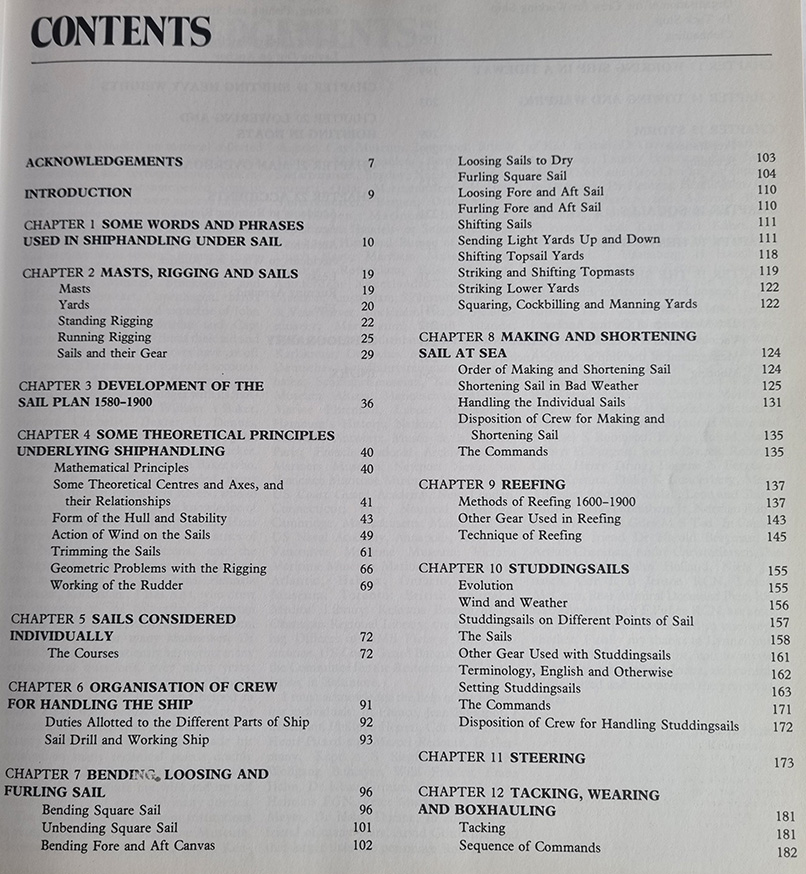 CONTENTS
ACKNOWLEDGEMENTS 7
INTRODUCTION 9
CHAPTER 1 SOME WORDS AND PHRASES
USED IN SHIPHANDLING UNDER SAIL 10
CHAPTER 2 MASTS, RIGGING AND SAILS 19
Masts 19
Yards 20
Standing Rigging 22
Running Rigging 25
Sails and their Gear 29
CHAPTER 3 DEVELOPMENT OF THE
SAIL PLAN 1580–1900 36
CHAPTER 4 SOME THEORETICAL PRINCIPLES
UNDERLYING SHIPHANDLING 40
Mathematical Principles 40
Some Theoretical Centres and Axes, and
their Relationships 41
Form of the Hull and Stability 43
Action of Wind on the Sails 49
Trimming the Sails 61
Geometric Problems with the Rigging 66
Working of the Rudder 69
CHAPTER 5 SAILS CONSIDERED
INDIVIDUALLY 72
The Courses 72
CHAPTER 6 ORGANISATION OF CREW
FOR HANDLING THE SHIP 91
Duties Allotted to the Different Parts of Ship 92
Sail Drill and Working Ship 93
CHAPTER 7 BENDING, LOOSING AND
FURLING SAIL 96
Bending Square Sail 96
Unbending Square Sail 101
Bending Fore and Aft Canvas 102
Loosing Sails to Dry 103
Furling Square Sail 104
Loosing Fore and Aft Sail 110
Furling Fore and Aft Sail 110
Shifting Sails 111
Sending Light Yards Up and Down 111
Shifting Topsail Yards 118
Striking and Shifting Topmasts 119
Striking Lower Yards 122
Squaring, Cockbilling and Manning Yards 122
CHAPTER 8 MAKING AND SHORTENING
SAIL AT SEA 124
Order of Making and Shortening Sail 124
Shortening Sail in Bad Weather 125
Handling the Individual Sails 131
Disposition of Crew for Making and
Shortening Sail 135
The Commands 135
CHAPTER 9 REEFING 137
Methods of Reefing 1600–1900 137
Other Gear Used in Reefing 143
Technique of Reefing 145
CHAPTER 10 STUDDINGSAILS 155
Evolution 155
Wind and Weather 156
Studdingsails on Different Points of Sail 157
The Sails 158
Other Gear Used with Studdingsails 161
Terminology, English and Otherwise 162
Setting Studdingsails 163
The Commands 171
Disposition of Crew for Handling Studdingsails 172
CHAPTER 11 STEERING 173
CHAPTER 12 TACKING, WEARING
AND BOXHAULING 181
Tacking 181
Sequence of Commands 182